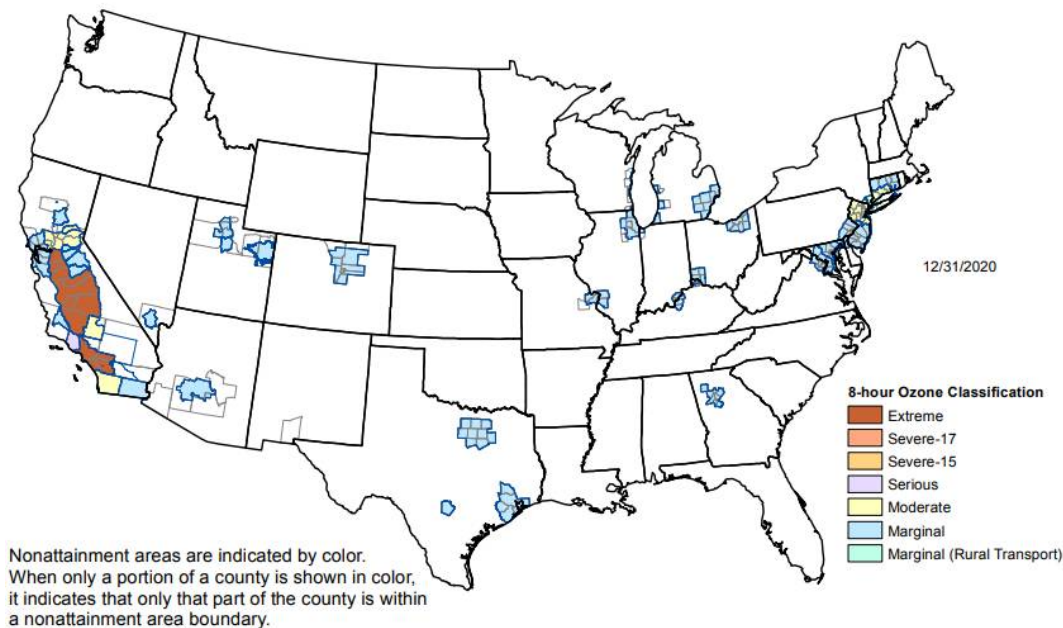 12/31/2020
8-hour Ozone Classification
Extreme
Severe-17
Severe-15
Serious
Moderate
Marginal
Marginal (Rural Transport)
Nonattainment areas are indicated by color.
When only a portion of a county is shown in color,
it indicates that only that part of the county is within
a nonattainment area boundary.